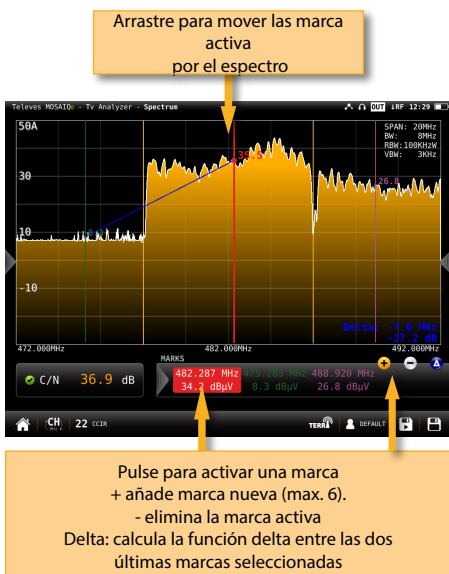 Arrastre para mover las marca
activa
por el espectro
Televes MOSAIQ6 - Tv Analyzer - Spectrum
OUT ↓RF 12:29
50A
SPAN: 20MHz
BW: 8MHz
RBW:100KHzW
VBW: 3KHz
35.5
30
26.8
10
-10
Delta: -7.0 MHz
-27.2 dB
472.000MHz 482.000MHz 492.000MHz
MARKS
+ - Δ
C/N 36.9 dB
482.287 MHz 475.285 MHz 488.920 MHz
34.2 dBµV 8.3 dBµV 26.8 dBµV
CH 22 CCIR TERR DEFAULT
Pulse para activar una marca
+ añade marca nueva (max. 6).
- elimina la marca activa
Delta: calcula la función delta entre las dos
últimas marcas seleccionadas